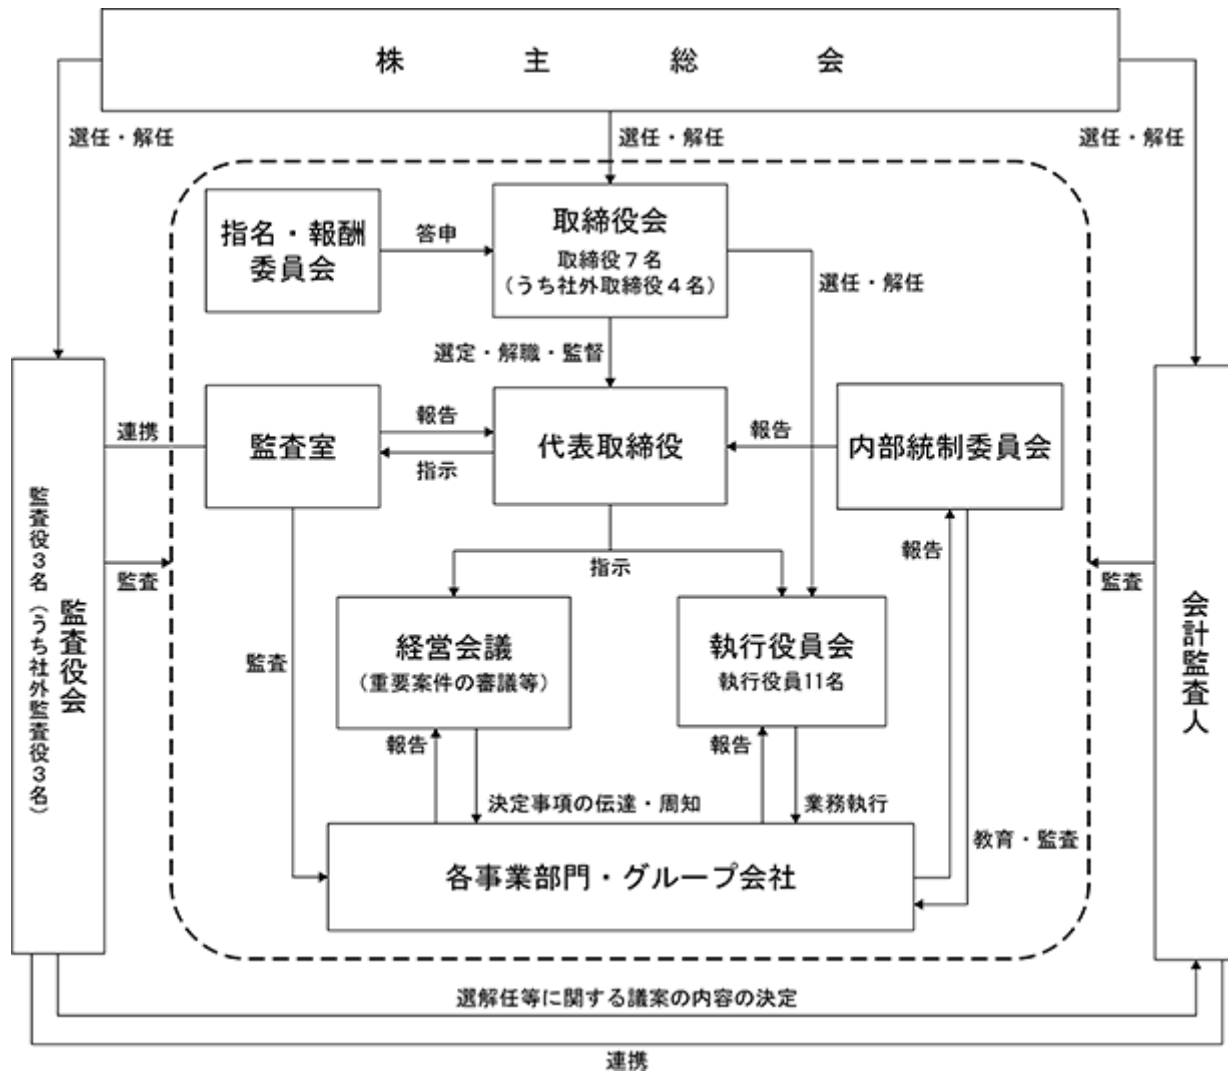 株主総会
選任・解任
選任・解任
選任・解任
指名・報酬
委員会
答申
取締役会
取締役７名
（うち社外取締役４名）
選任・解任
選定・解職・監督
連携
監査室
報告
指示
代表取締役
報告
内部統制委員会
監査役会
監査役３名（うち社外監査役３名）
監査
指示
報告
監査
会計監査人
監査
経営会議
（重要案件の審議等）
執行役員会
執行役員11名
報告
決定事項の伝達・周知
報告
業務執行
教育・監査
各事業部門・グループ会社
選解任等に関する議案の内容の決定
連携